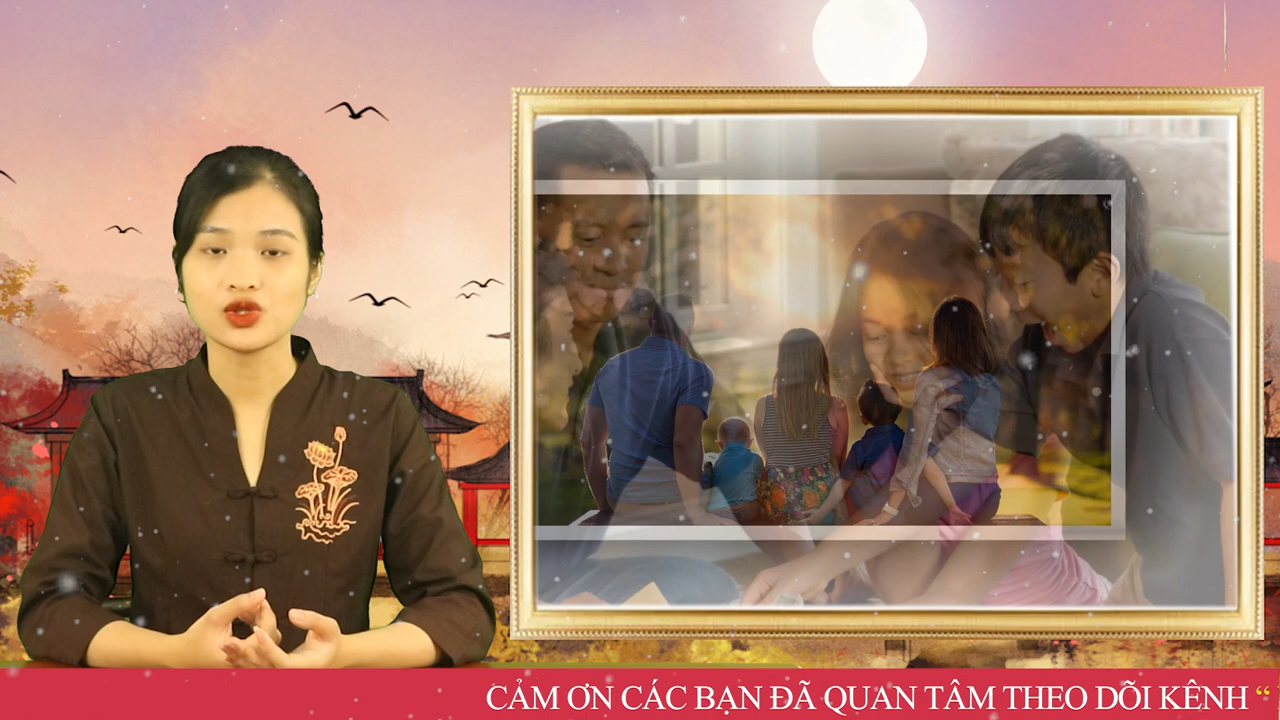 CẢM ƠN CÁC BẠN ĐÃ QUAN TÂM THEO DÕI KÊNH “